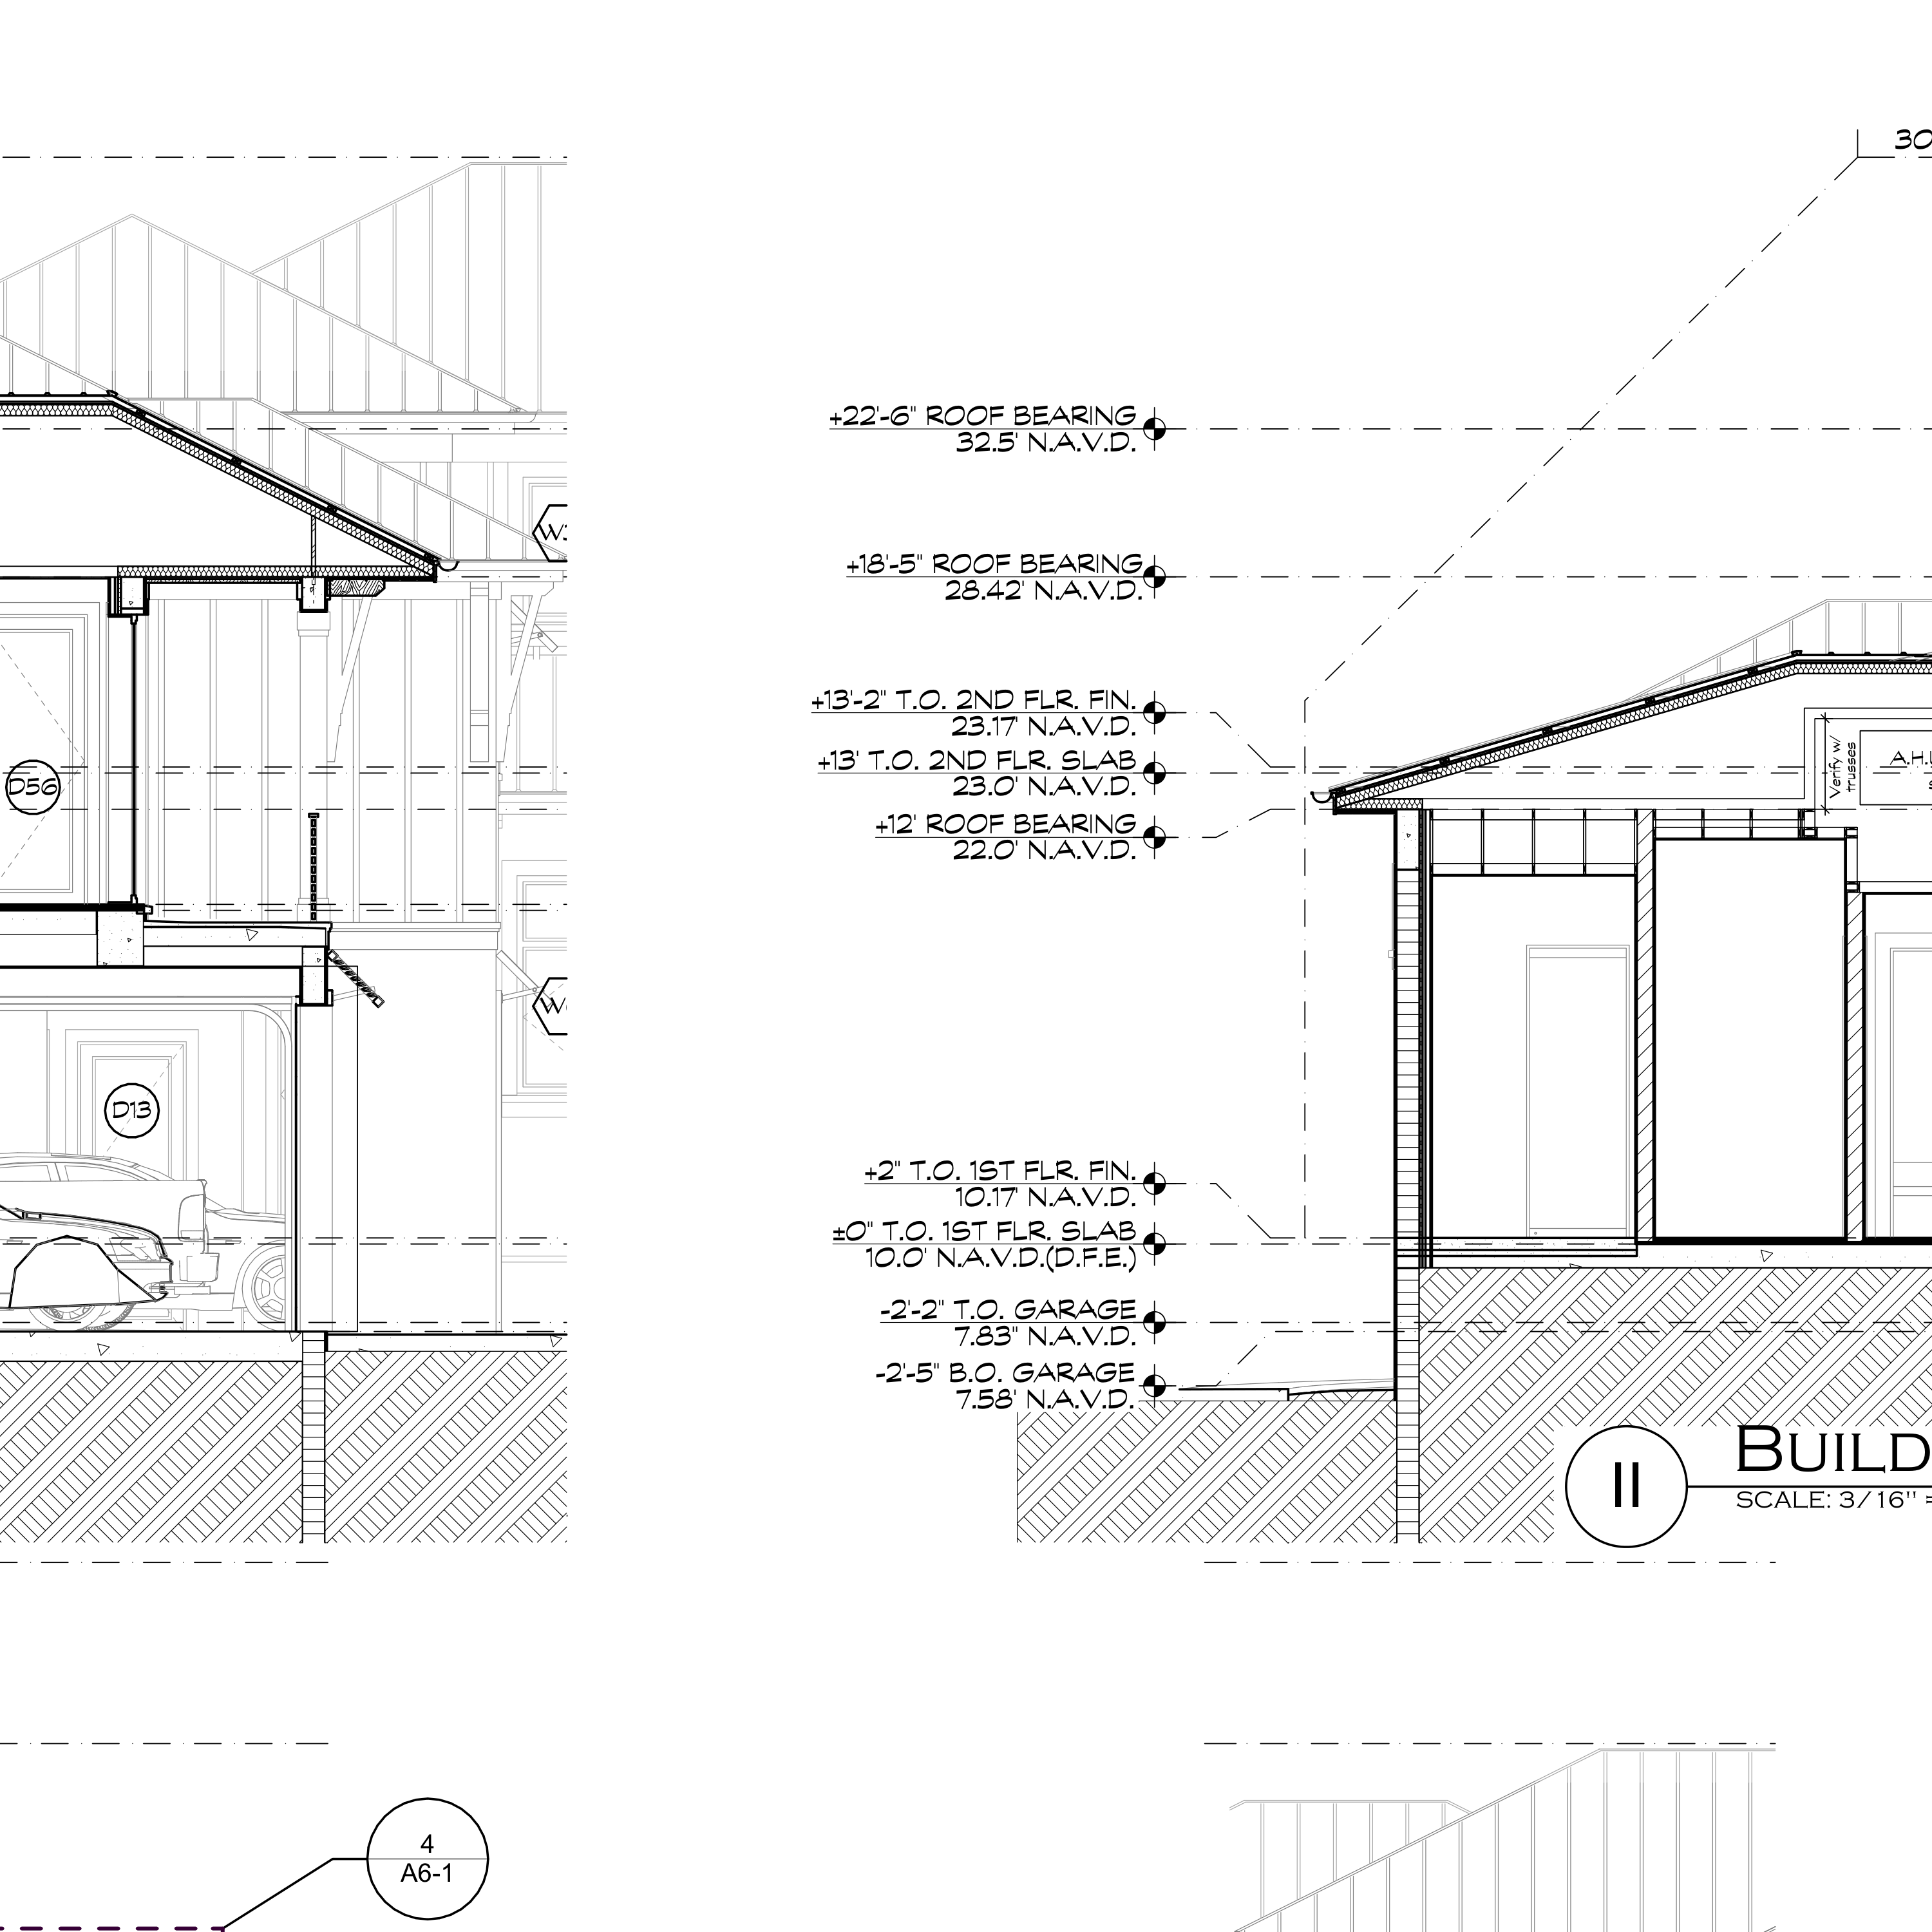 30
+22'-6" ROOF BEARING
32.5' N.A.V.D.
+18'-5" ROOF BEARING
28.42' N.A.V.D.
+13'-2" T.O. 2ND FLR. FIN.
23.17' N.A.V.D.
+13' T.O. 2ND FLR. SLAB
23.0' N.A.V.D.
+12' ROOF BEARING
22.0' N.A.V.D.
Verify w/
trusses
A.H.
D56
D13
+2" T.O. 1ST FLR. FIN.
10.17' N.A.V.D.
±0" T.O. 1ST FLR. SLAB
10.0' N.A.V.D.(D.F.E.)
-2'-2" T.O. GARAGE
7.83" N.A.V.D.
-2'-5" B.O. GARAGE
7.58' N.A.V.D.
II
BUILD
SCALE: 3/16" =
4
A6-1